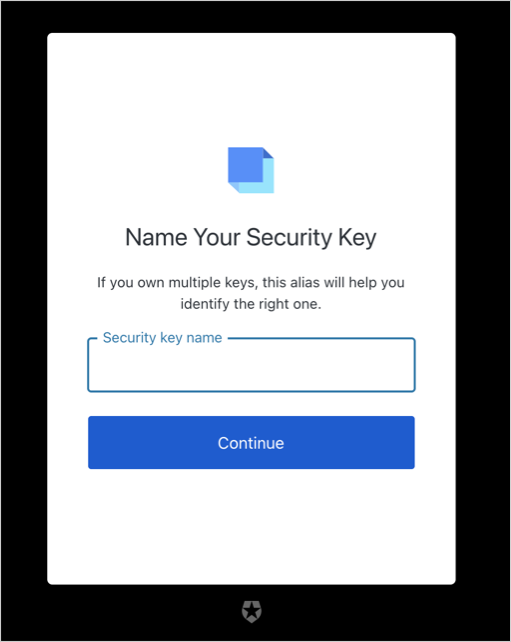 Name Your Security Key
If you own multiple keys, this alias will help you
identify the right one.
Security key name
Continue